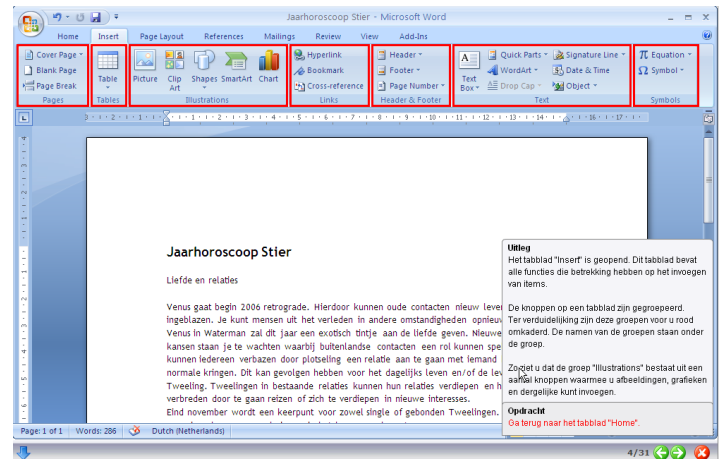 Jaarhoroscoop Stier - Microsoft Word
Home Insert Page Layout References Mailings Review View Add-Ins
Cover Page
Blank Page
Page Break
Pages
Table
Tables
Picture Clip Art Shapes SmartArt Chart
Illustrations
Hyperlink
Bookmark
Cross-reference
Links
Header
Footer
Page Number
Header & Footer
Text Box
Quick Parts Signature Line
WordArt Date & Time
Drop Cap Object
Text
Equation
Symbol
Symbols
Jaarhoroscoop Stier
Liefde en relaties
Venus gaat begin 2006 retrograde. Hierdoor kunnen oude contacten nieuw
ingeblazen. Je kunt mensen uit het verleden in andere omstandigheden
Venus in Waterman zal dit jaar een exotisch tintje aan de liefde geven. Nieuwe
kansen staan je te wachten waarbij buitenlandse contacten een rol kunnen
kunnen iedereen verbazen door plotseling een relatie aan te gaan met iemand
normale kringen. Dit kan gevolgen hebben voor het dagelijks leven en/of de
Tweeling. Tweelingen in bestaande relaties kunnen hun relaties verdiepen en
verbreden door te gaan reizen of zich te verdiepen in nieuwe interesses.
Eind november wordt een keerpunt voor zowel single of gebonden Tweelingen.
Uitleg
Het tabblad "Insert" is geopend. Dit tabblad bevat
alle functies die betrekking hebben op het invoegen
van items.
De knoppen op een tabblad zijn gegroepeerd.
Ter verduidelijking zijn deze groepen voor u rood
omkaderd. De namen van de groepen staan onder
de groep.
Zo ziet u dat de groep "Illustrations" bestaat uit een
aantal knoppen waarmee u afbeeldingen, grafieken
en dergelijke kunt invoegen.
Opdracht
Ga terug naar het tabblad "Home".
Page: 1 of 1 Words: 286 Dutch (Netherlands)
4/31